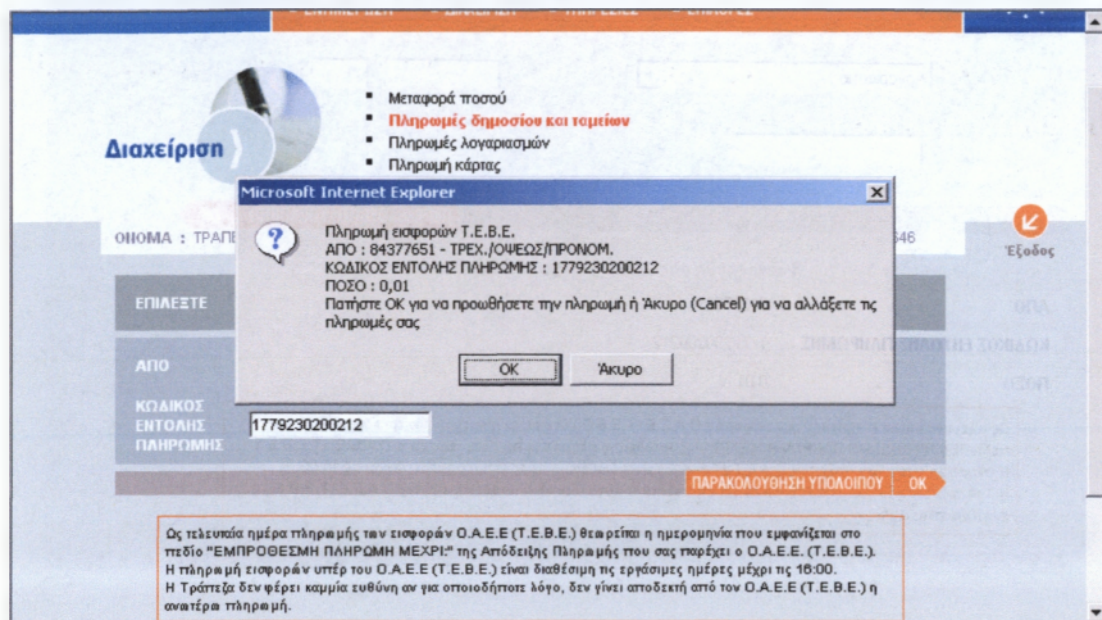 Μεταφορά ποσού
Πληρωμές δημοσίου και ταμείων
Πληρωμές λογαριασμών
Πληρωμή κάρτας
Διαχείριση
Microsoft Internet Explorer
Πληρωμή εισφορών Τ.Ε.Β.Ε.
ΑΠΟ : 84377651 - ΤΡΕΧ./ΟΨΕΩΣ/ΠΡΟΝΟΜ.
ΚΩΔΙΚΟΣ ΕΝΤΟΛΗΣ ΠΛΗΡΩΜΗΣ : 1779230200212
ΠΟΣΟ : 0,01
Πατήστε ΟΚ για να προωθήσετε την πληρωμή ή Άκυρο (Cancel) για να αλλάξετε τις
πληρωμές σας
OK Άκυρο
ΟΝΟΜΑ : ΤΡΑΠΕ 646
Έξοδος
ΕΠΙΛΕΞΤΕ
ΑΠΟ
ΚΩΔΙΚΟΣ
ΕΝΤΟΛΗΣ
ΠΛΗΡΩΜΗΣ
1779230200212
ΠΑΡΑΚΟΛΟΥΘΗΣΗ ΥΠΟΛΟΙΠΟΥ OK
Ως τελευταία ημέρα πληρωμής των εισφορών Ο.Α.Ε.Ε (Τ.Ε.Β.Ε.) θεωρείται η ημερομηνία που εμφανίζεται στο
πεδίο "ΕΜΠΡΟΘΕΣΜΗ ΠΛΗΡΩΜΗ ΜΕΧΡΙ:" της Απόδειξης Πληρωμής που σας παρέχει ο Ο.Α.Ε.Ε. (Τ.Ε.Β.Ε.).
Η πληρωμή εισφορών υπέρ του Ο.Α.Ε.Ε (Τ.Ε.Β.Ε.) είναι διαθέσιμη τις εργάσιμες ημέρες μέχρι τις 16:00.
Η Τράπεζα δεν φέρει καμμία ευθύνη αν για οποιοδήποτε λόγο, δεν γίνει αποδεκτή από τον Ο.Α.Ε.Ε (Τ.Ε.Β.Ε.) η
ανωτέρω πληρωμή.